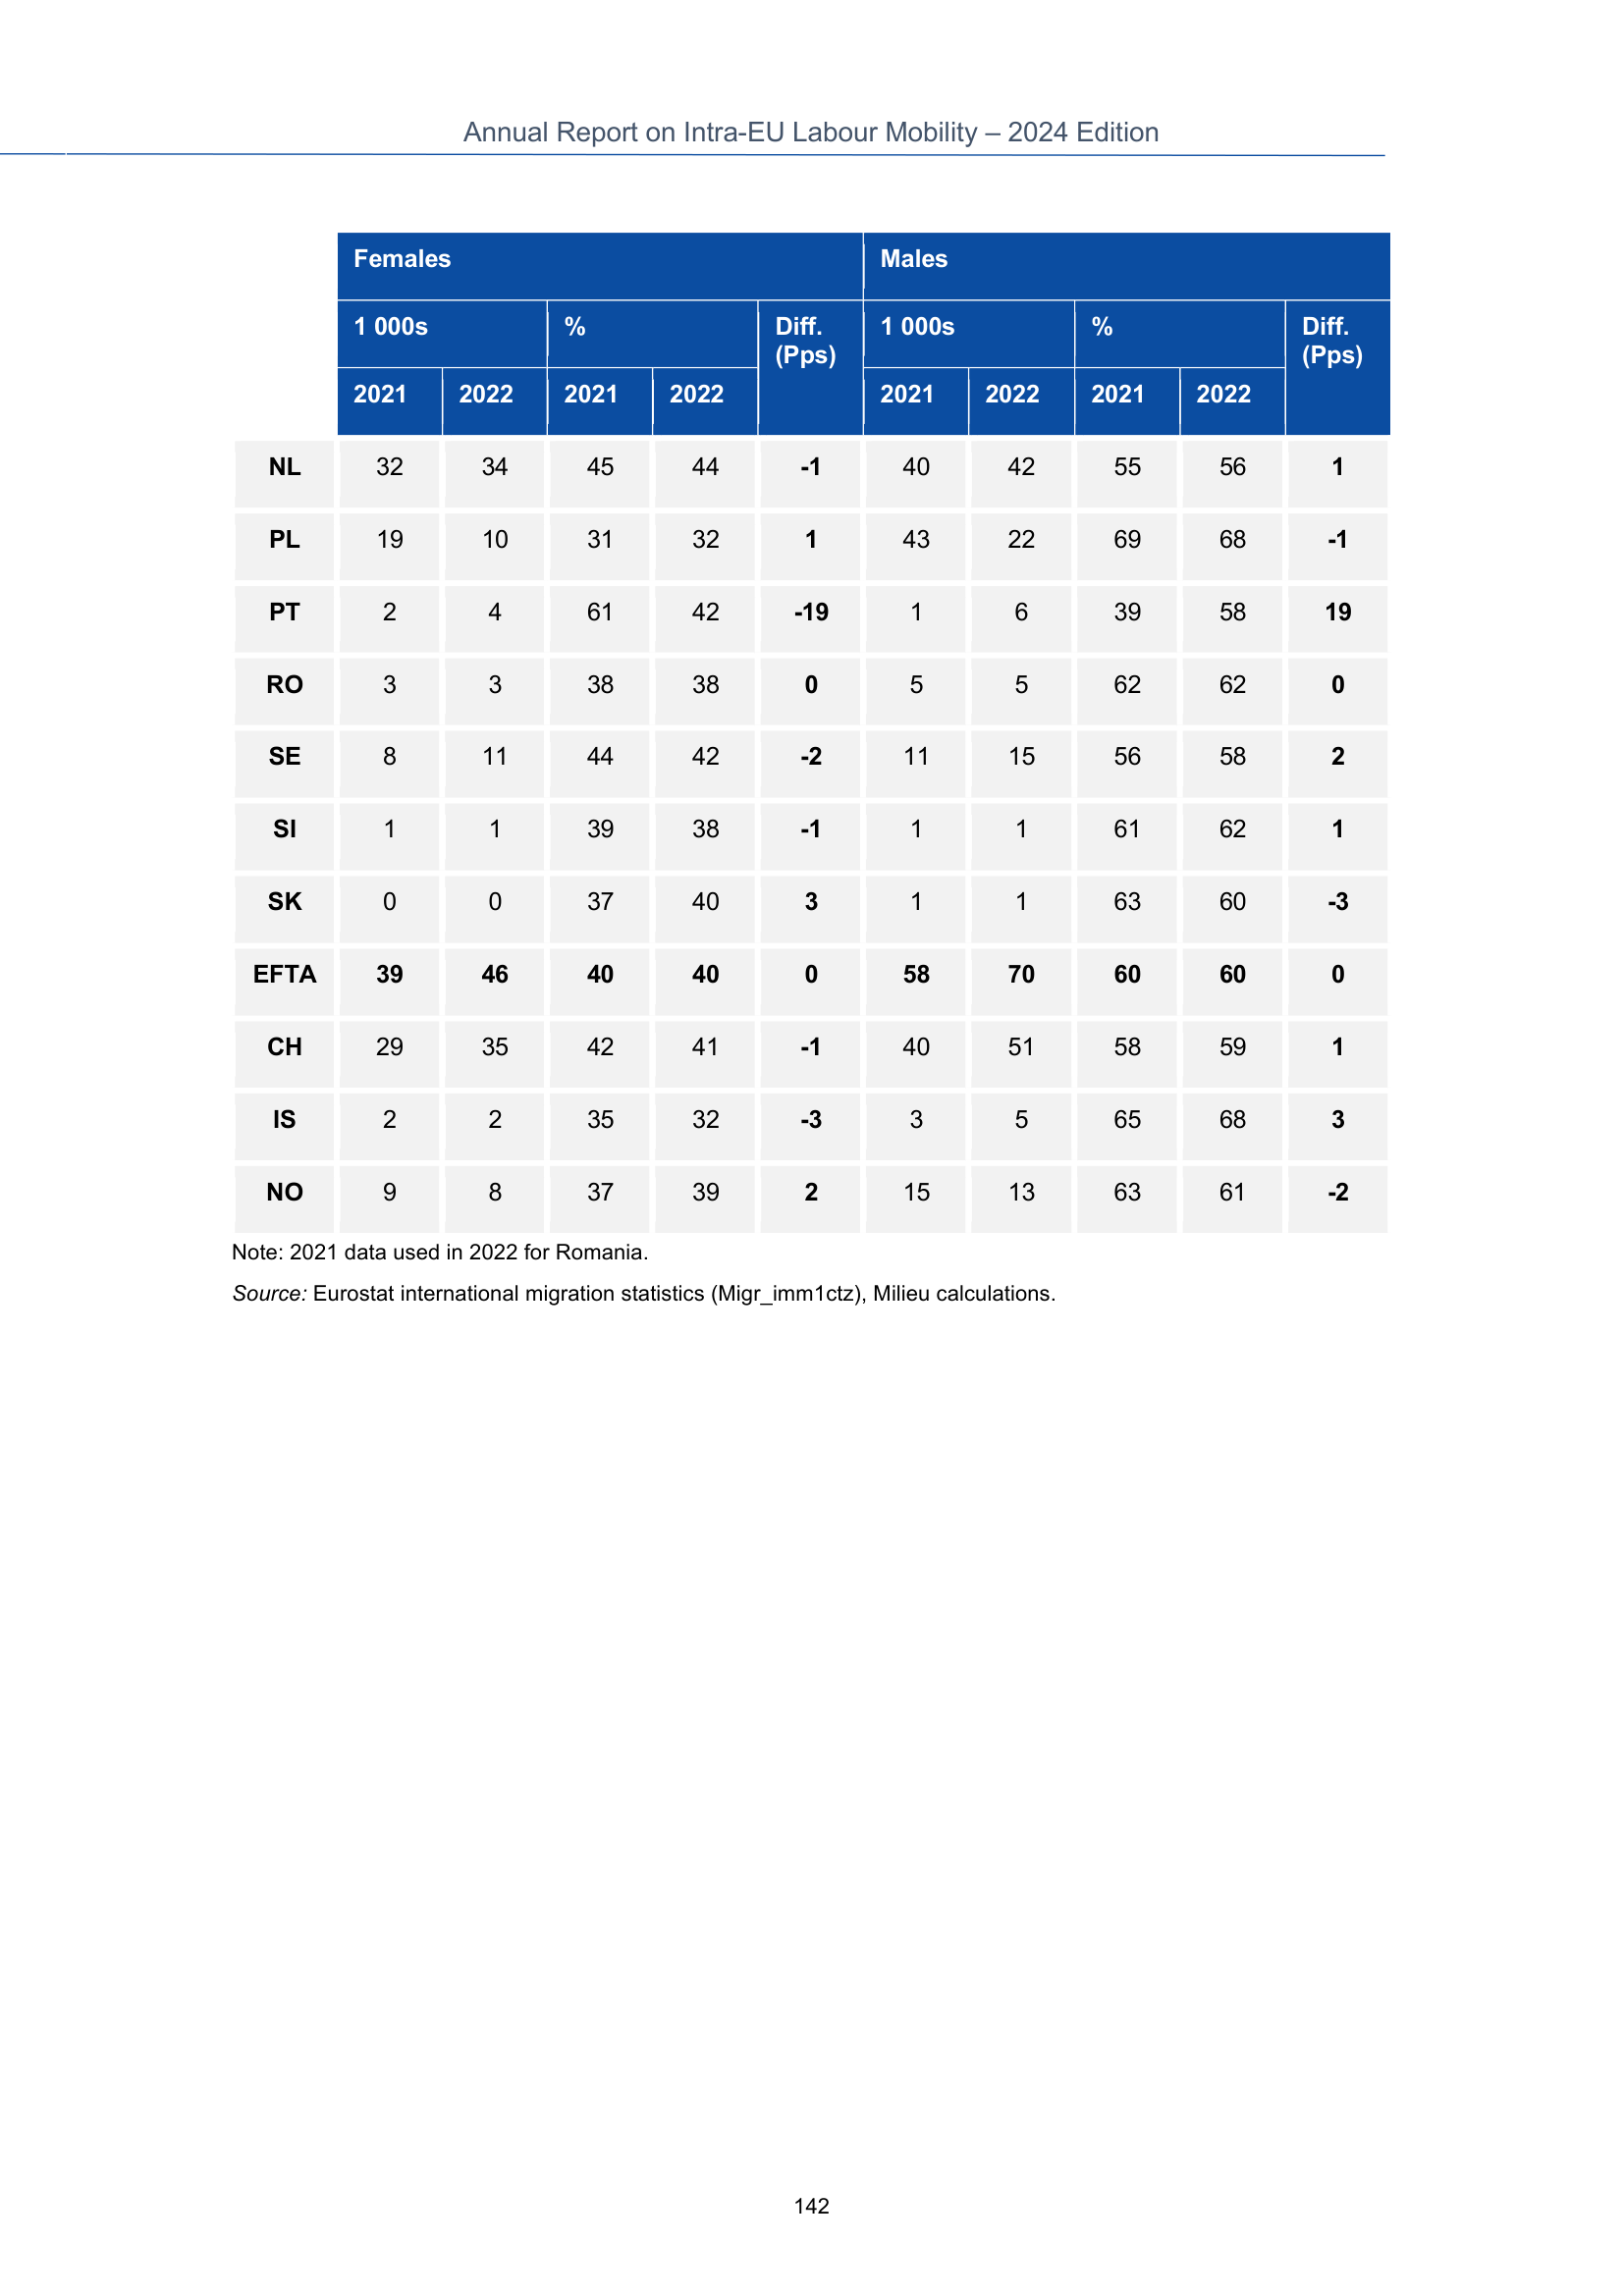 Annual Report on Intra-EU Labour Mobility – 2024 Edition
Females Males
1 000s % Diff. (Pps) 1 000s % Diff. (Pps)
2021 2022 2021 2022 2021 2022 2021 2022
NL 32 34 45 44 -1 40 42 55 56 1
PL 19 10 31 32 1 43 22 69 68 -1
PT 2 4 61 42 -19 1 6 39 58 19
RO 3 3 38 38 0 5 5 62 62 0
SE 8 11 44 42 -2 11 15 56 58 2
SI 1 1 39 38 -1 1 1 61 62 1
SK 0 0 37 40 3 1 1 63 60 -3
EFTA 39 46 40 40 0 58 70 60 60 0
CH 29 35 42 41 -1 40 51 58 59 1
IS 2 2 35 32 -3 3 5 65 68 3
NO 9 8 37 39 2 15 13 63 61 -2
Note: 2021 data used in 2022 for Romania.
Source: Eurostat international migration statistics (Migr_imm1ctz), Milieu calculations.
142